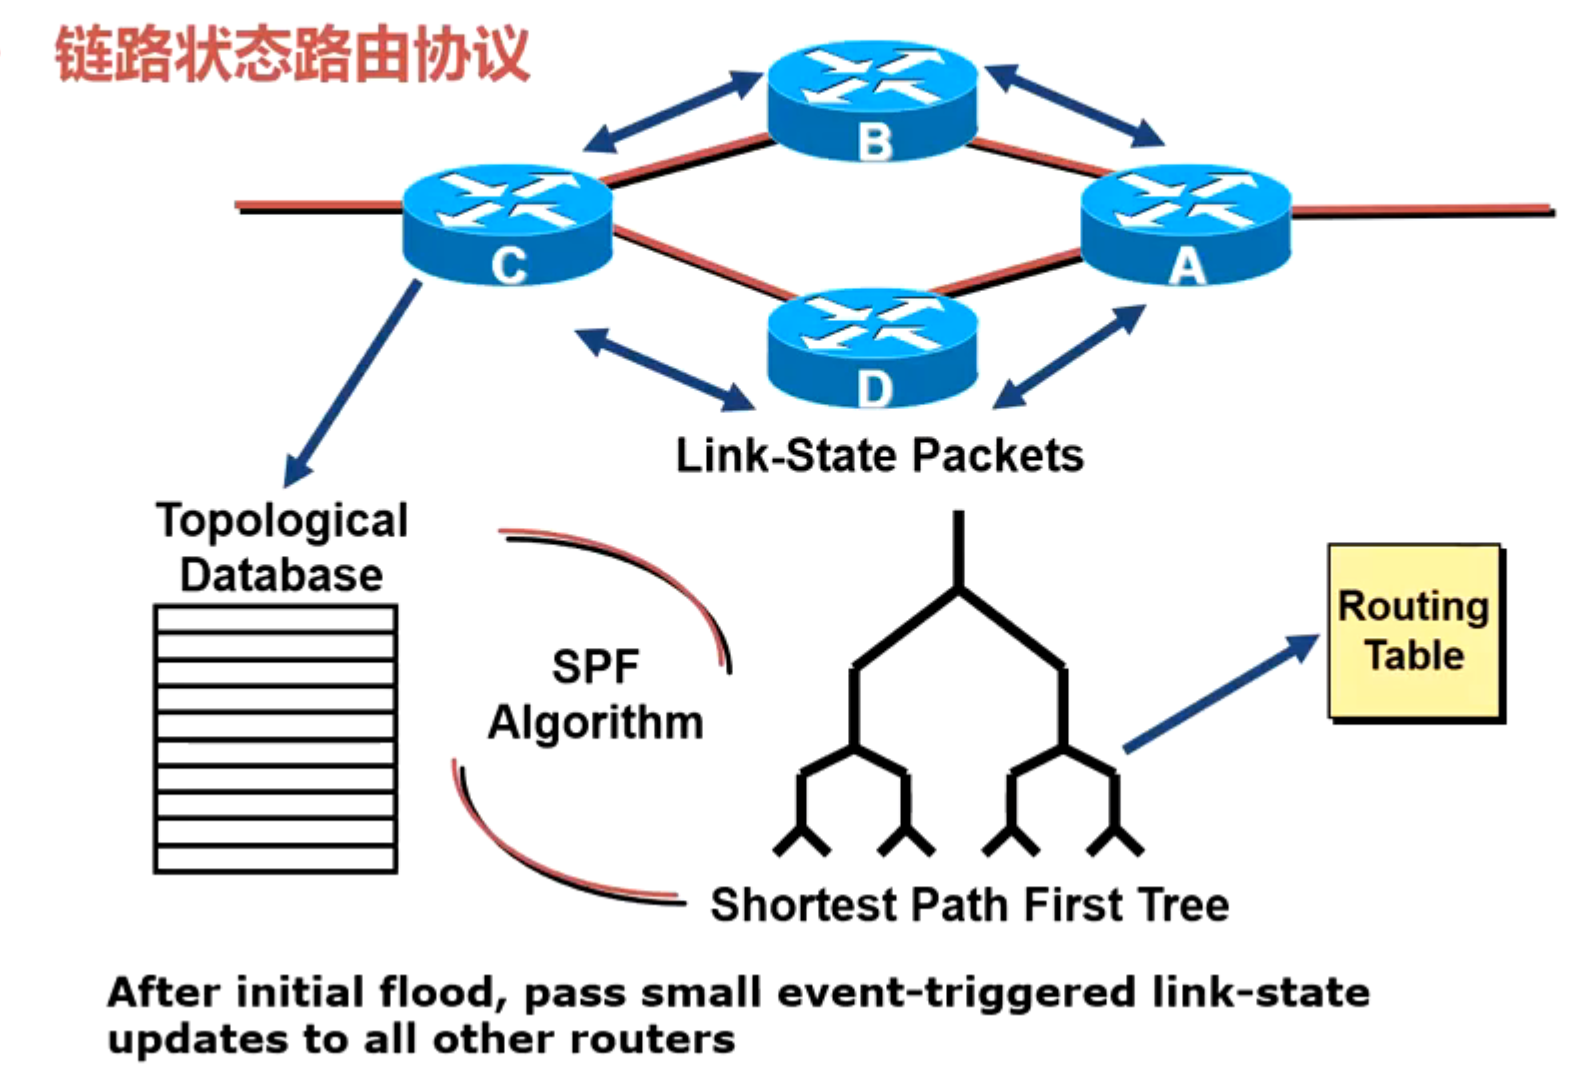 链路状态路由协议
B
C
A
D
Link-State Packets
Topological
Database
SPF
Algorithm
Routing
Table
Shortest Path First Tree
After initial flood, pass small event-triggered link-state
updates to all other routers